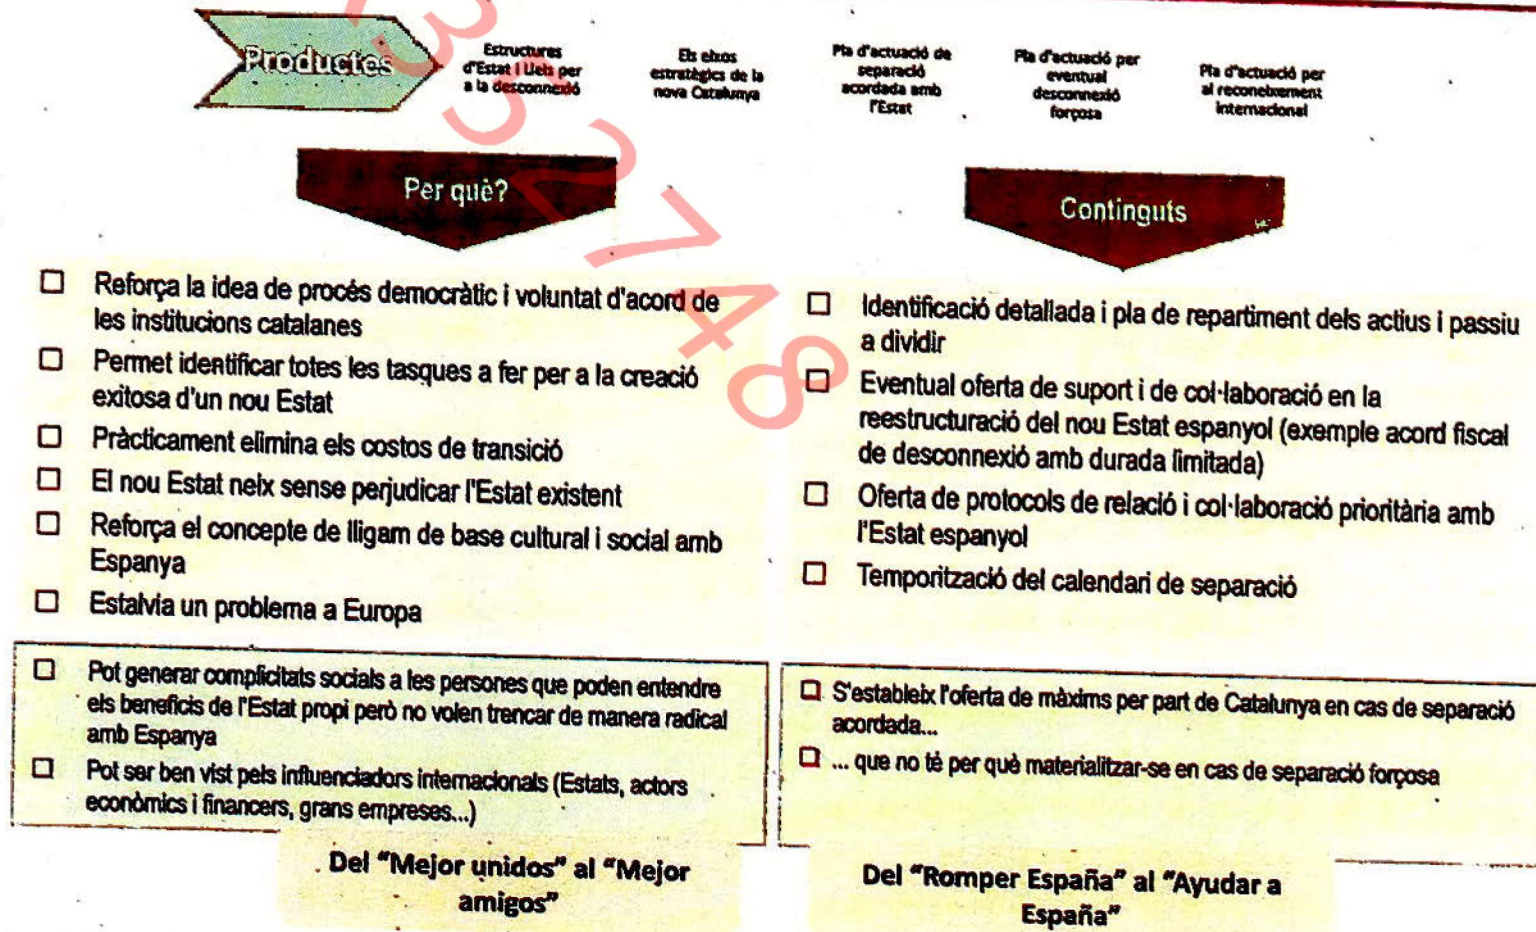 Productes
Estructures
d'Estat i Lleis per
a la desconnexió
Els eixos
estratègics de la
nova Catalunya
Pla d'actuació de
separació
acordada amb
l'Estat
Pla d'actuació per
eventual
desconnexió
forçosa
Pla d'actuació per
al reconeixement
internacional
Per què?
☐ Reforça la idea de procés democràtic i voluntat d'acord de
les institucions catalanes
☐ Permet identificar totes les tasques a fer per a la creació
exitosa d'un nou Estat
☐ Pràcticament elimina els costos de transició
☐ El nou Estat neix sense perjudicar l'Estat existent
☐ Reforça el concepte de lligam de base cultural i social amb
Espanya
☐ Estalvia un problema a Europa
☐ Pot generar complicitats socials a les persones que poden entendre
els beneficis de l'Estat propi però no volen trencar de manera radical
amb Espanya
☐ Pot ser ben vist pels influenciadors internacionals (Estats, actors
econòmics i financers, grans empreses...)
Del "Mejor unidos" al "Mejor
amigos"
Continguts
☐ Identificació detallada i pla de repartiment dels actius i passiu
a dividir
☐ Eventual oferta de suport i de col·laboració en la
reestructuració del nou Estat espanyol (exemple acord fiscal
de desconnexió amb durada limitada)
☐ Oferta de protocols de relació i col·laboració prioritària amb
l'Estat espanyol
☐ Temporització del calendari de separació
☐ S'estableix l'oferta de màxims per part de Catalunya en cas de separació
acordada...
☐ ... que no té per què materialitzar-se en cas de separació forçosa
Del "Romper España" al "Ayudar a
España"